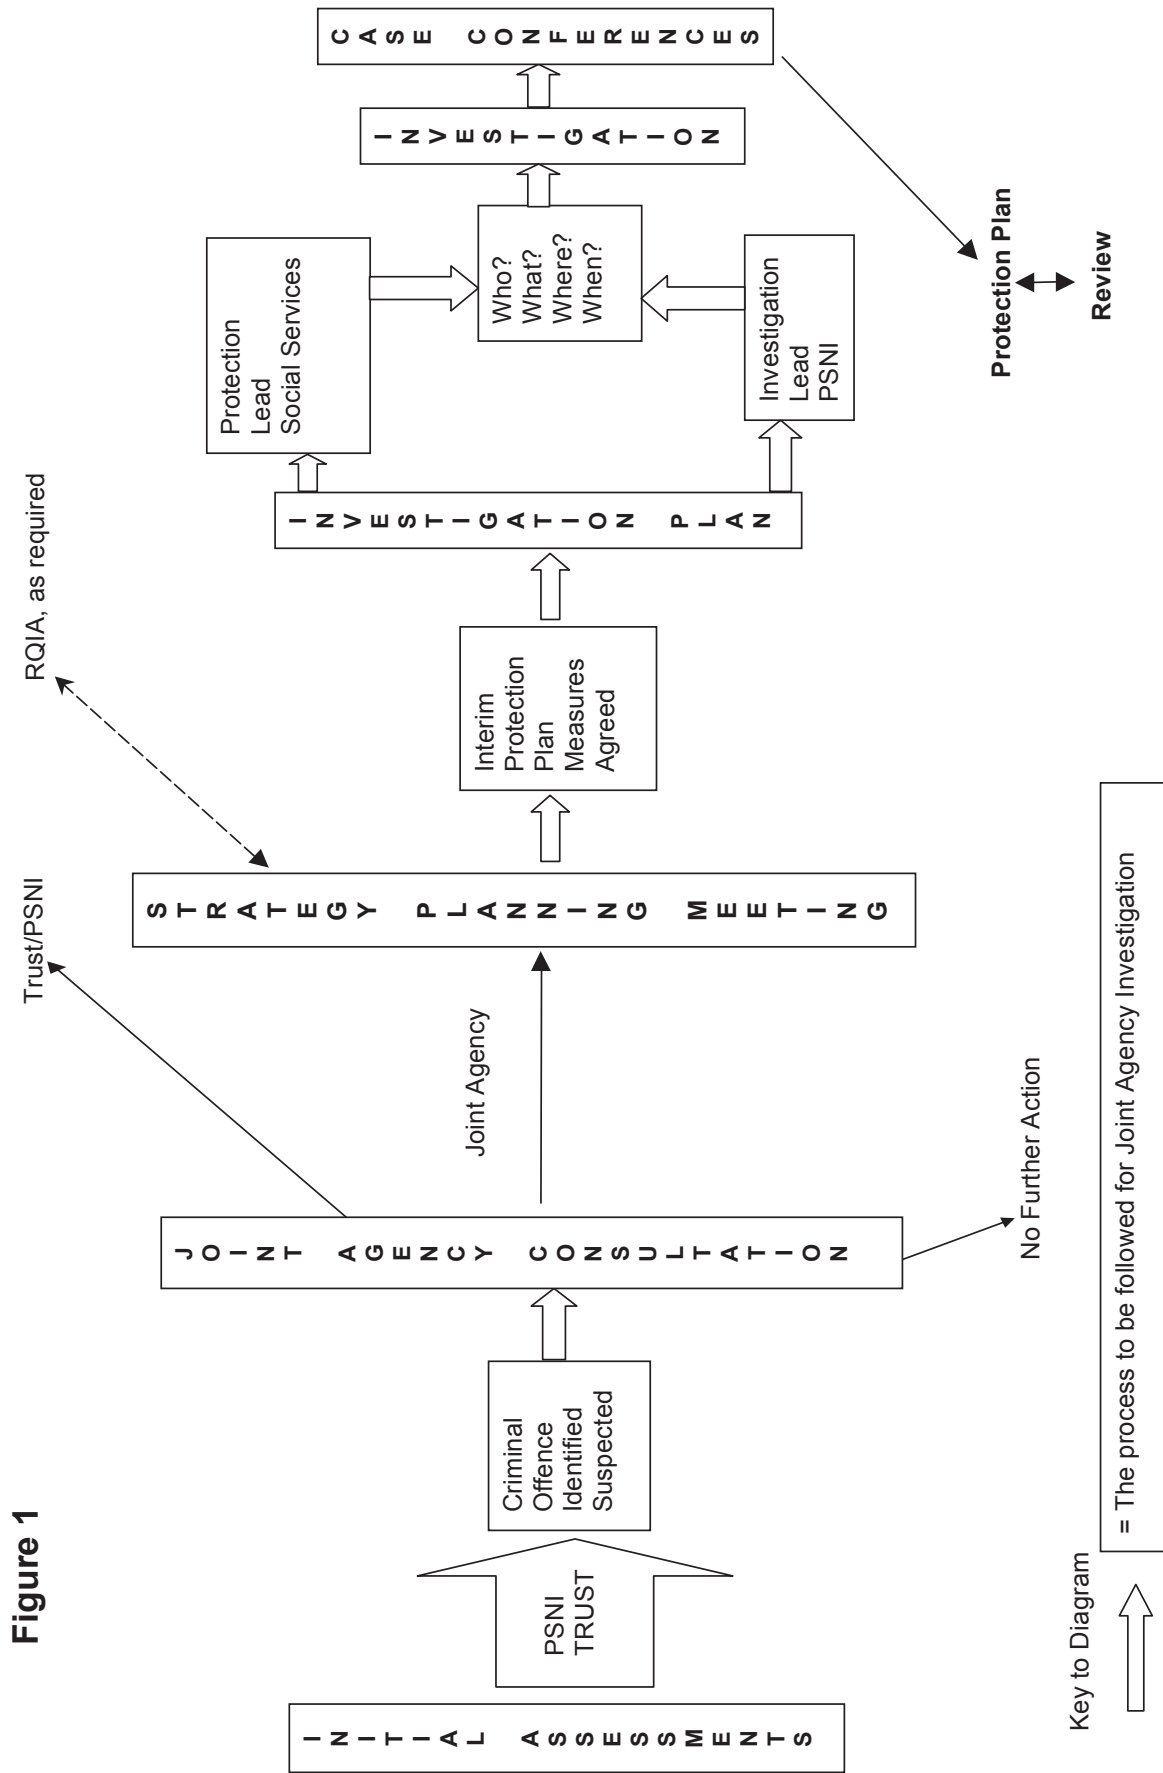 Figure 1
INITIAL ASSESSMENTS
PSNI
TRUST
Criminal
Offence
Identified
Suspected
JOINT AGENCY CONSULTATION
Trust/PSNI
Joint Agency
No Further Action
STRATEGY PLANNING MEETING
RQIA, as required
Interim
Protection
Plan
Measures
Agreed
INVESTIGATION PLAN
Protection
Lead
Social Services
Investigation
Lead
PSNI
Who?
What?
Where?
When?
INVESTIGATION
CASE CONFERENCES
Protection Plan
Review
Key to Diagram
= The process to be followed for Joint Agency Investigation